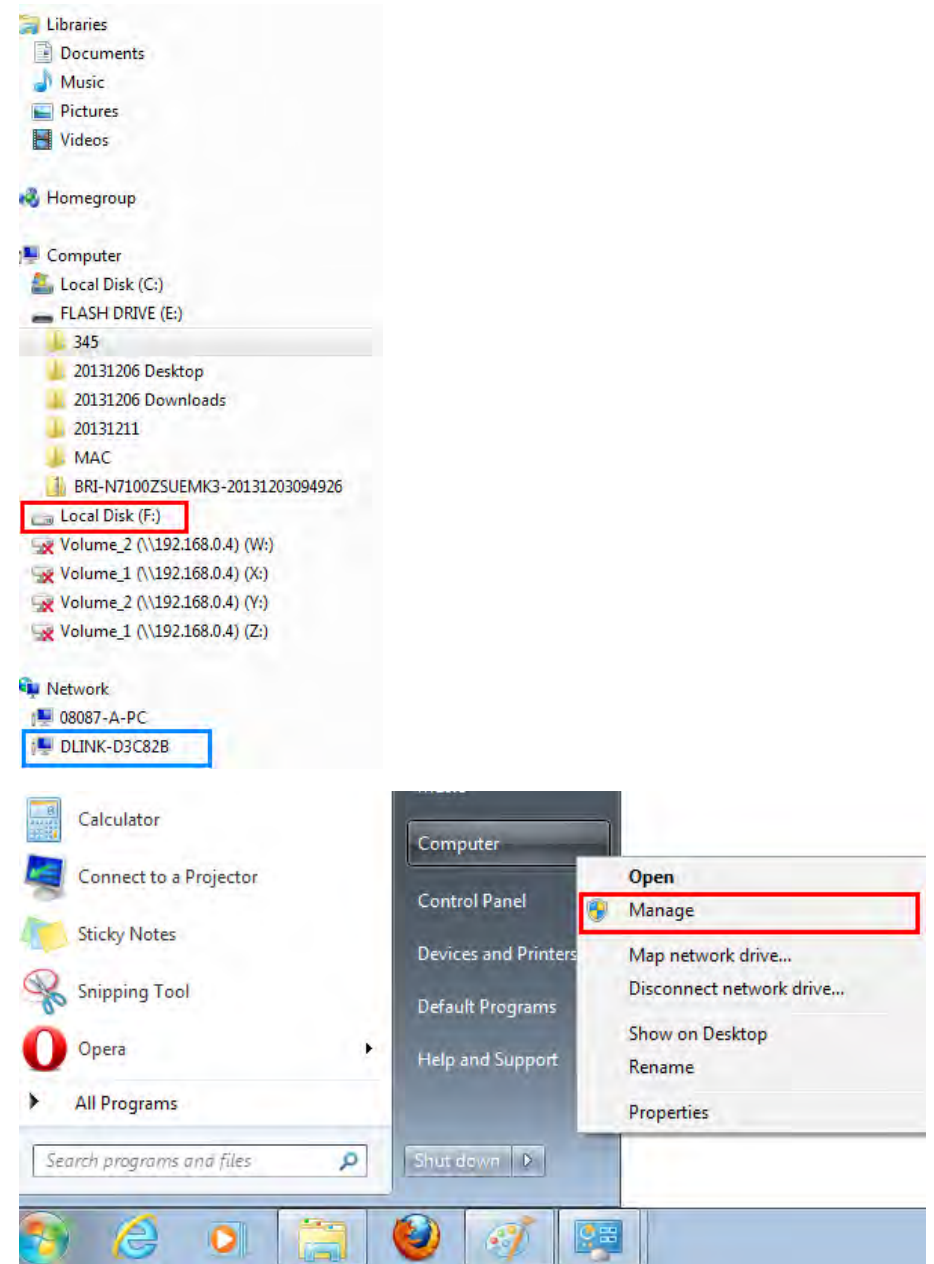 Libraries
Documents
Music
Pictures
Videos
Homegroup
Computer
Local Disk (C:)
FLASH DRIVE (E:)
345
20131206 Desktop
20131206 Downloads
20131211
MAC
BRI-N7100ZSUEMK3-20131203094926
Local Disk (F:)
Volume_2 (\\192.168.0.4) (W:)
Volume_1 (\\192.168.0.4) (X:)
Volume_2 (\\192.168.0.4) (Y:)
Volume_1 (\\192.168.0.4) (Z:)
Network
08087-A-PC
DLINK-D3C82B
Calculator
Connect to a Projector
Sticky Notes
Snipping Tool
Opera
All Programs
Search programs and files
Computer
Control Panel
Devices and Printers
Default Programs
Help and Support
Shut down
Open
Manage
Map network drive...
Disconnect network drive...
Show on Desktop
Rename
Properties